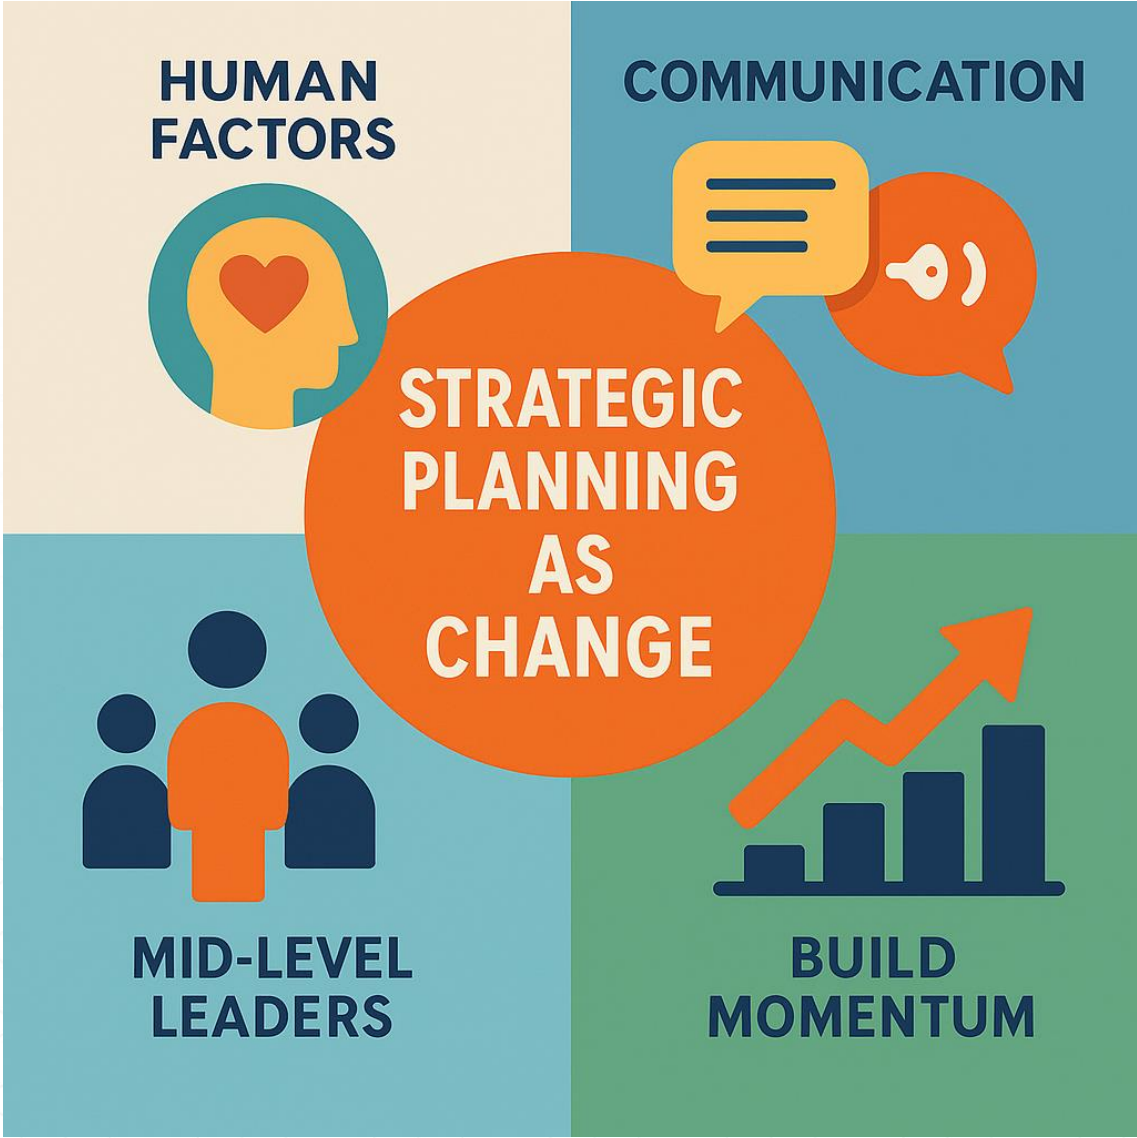 HUMAN
FACTORS
COMMUNICATION
STRATEGIC
PLANNING
AS
CHANGE
MID-LEVEL
LEADERS
BUILD
MOMENTUM